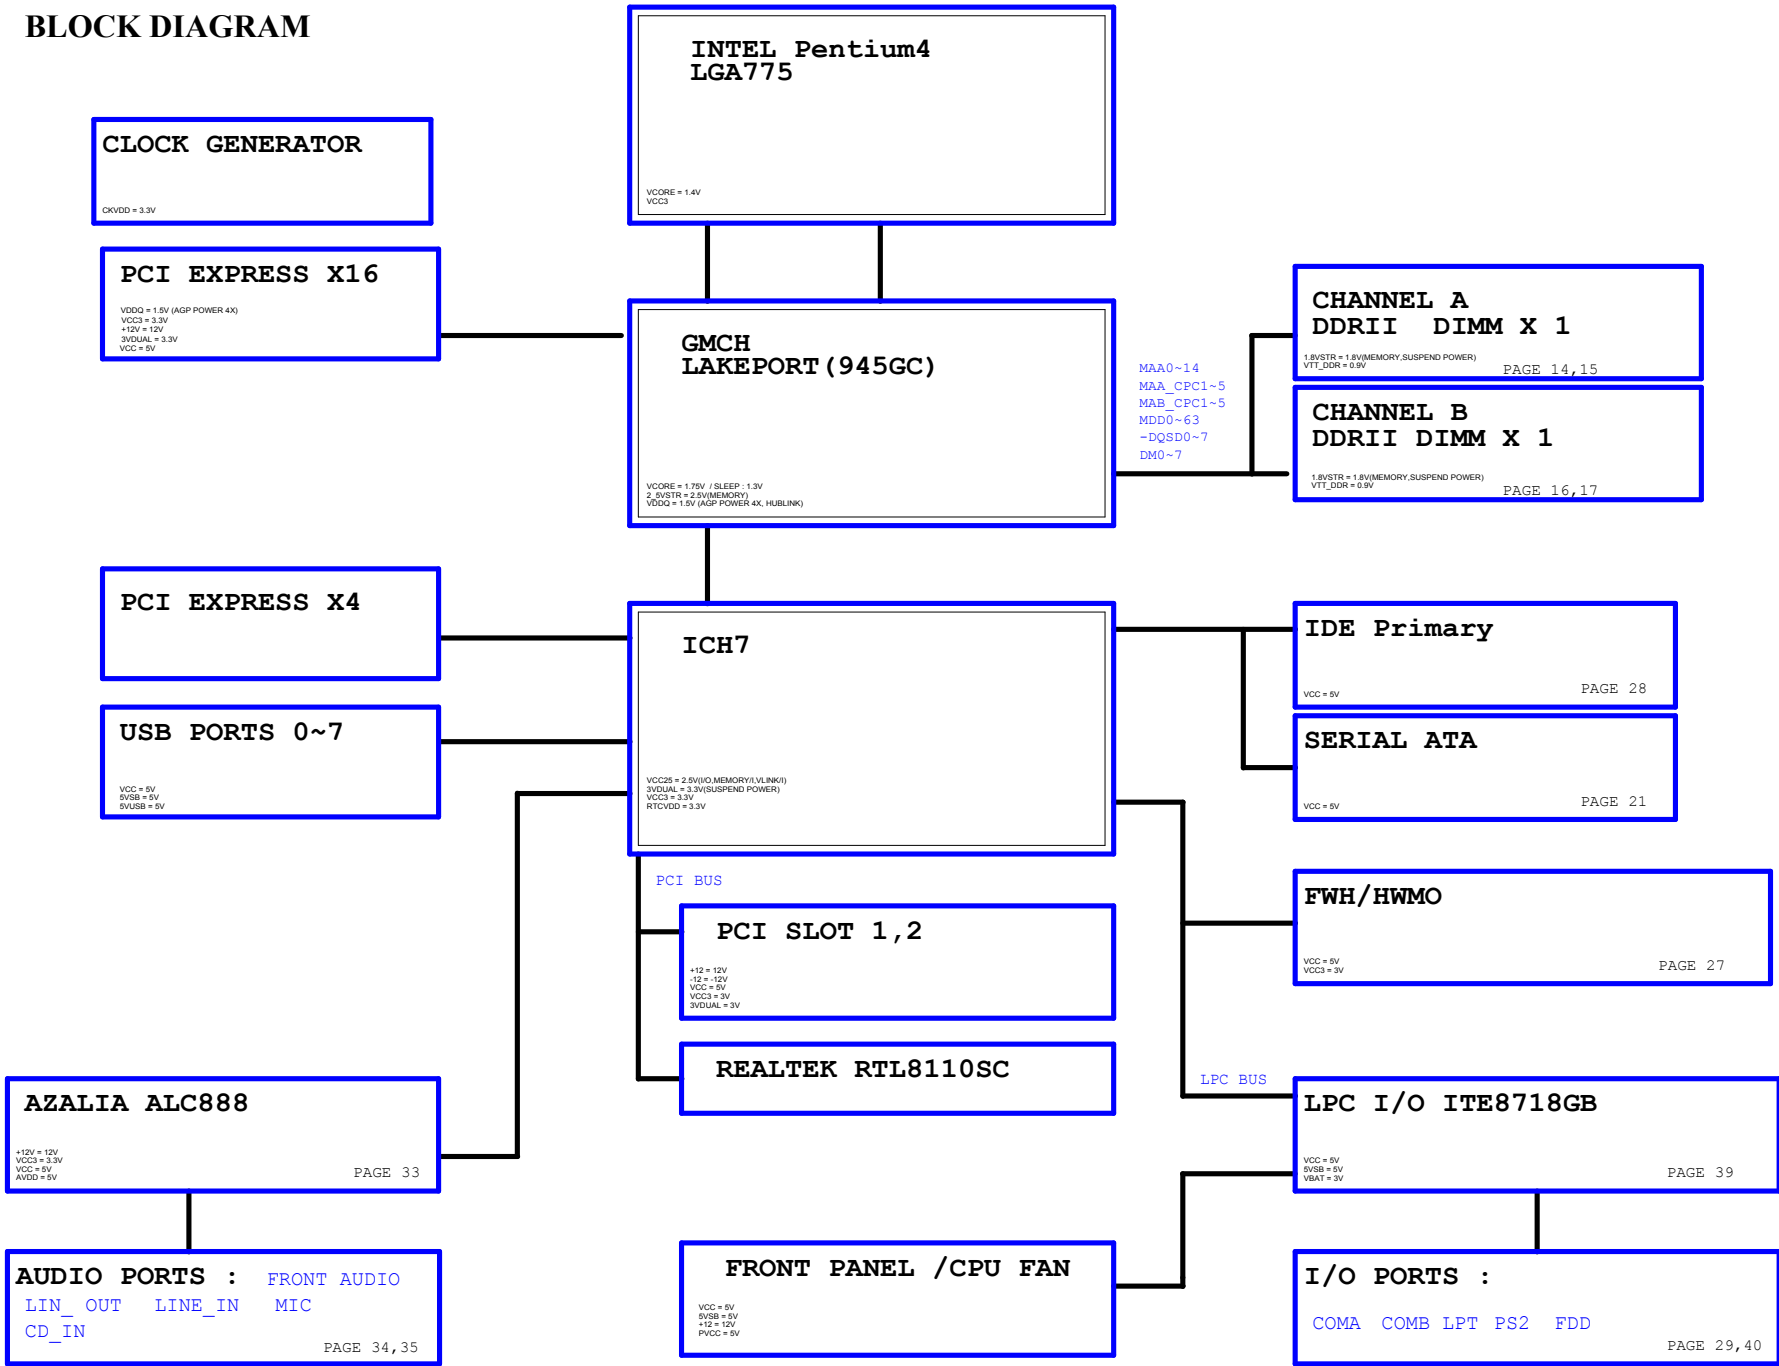 BLOCK DIAGRAM
INTEL Pentium4
LGA775
VCORE = 1.4V
VCC3
CLOCK GENERATOR
CKVDD = 3.3V
PCI EXPRESS X16
VDDQ = 1.5V (AGP POWER 4X)
VCC3 = 3.3V
+12V = 12V
3VDUAL = 3.3V
VCC = 5V
GMCH
LAKEPORT(945GC)
VCORE = 1.75V / SLEEP : 1.3V
2_5VSTR = 2.5V(MEMORY)
VDDQ = 1.5V (AGP POWER 4X, HUBLINK)
MAA0~14
MAA_CPC1~5
MAB_CPC1~5
MDD0~63
-DQSD0~7
DM0~7
CHANNEL A
DDRII DIMM X 1
1.8VSTR = 1.8V(MEMORY,SUSPEND POWER)
VTT_DDR = 0.9V
PAGE 14,15
CHANNEL B
DDRII DIMM X 1
1.8VSTR = 1.8V(MEMORY,SUSPEND POWER)
VTT_DDR = 0.9V
PAGE 16,17
PCI EXPRESS X4
USB PORTS 0~7
VCC = 5V
5VSB = 5V
5VUSB = 5V
ICH7
VCC25 = 2.5V(I/O,MEMORY/I,VLINK/I)
3VDUAL = 3.3V(SUSPEND POWER)
VCC3 = 3.3V
RTCVDD = 3.3V
IDE Primary
VCC = 5V
PAGE 28
SERIAL ATA
VCC = 5V
PAGE 21
PCI BUS
PCI SLOT 1,2
+12 = 12V
-12 = -12V
VCC = 5V
VCC3 = 3V
3VDUAL = 3V
REALTEK RTL8110SC
FWH/HWMO
VCC = 5V
VCC3 = 3V
PAGE 27
LPC BUS
LPC I/O ITE8718GB
VCC = 5V
5VSB = 5V
VBAT = 3V
PAGE 39
AZALIA ALC888
+12V = 12V
VCC3 = 3.3V
VCC = 5V
AVDD = 5V
PAGE 33
AUDIO PORTS : FRONT AUDIO
LIN_ OUT LINE_IN MIC
CD_IN
PAGE 34,35
FRONT PANEL /CPU FAN
VCC = 5V
5VSB = 5V
+12 = 12V
PVCC = 5V
I/O PORTS :
COMA COMB LPT PS2 FDD
PAGE 29,40